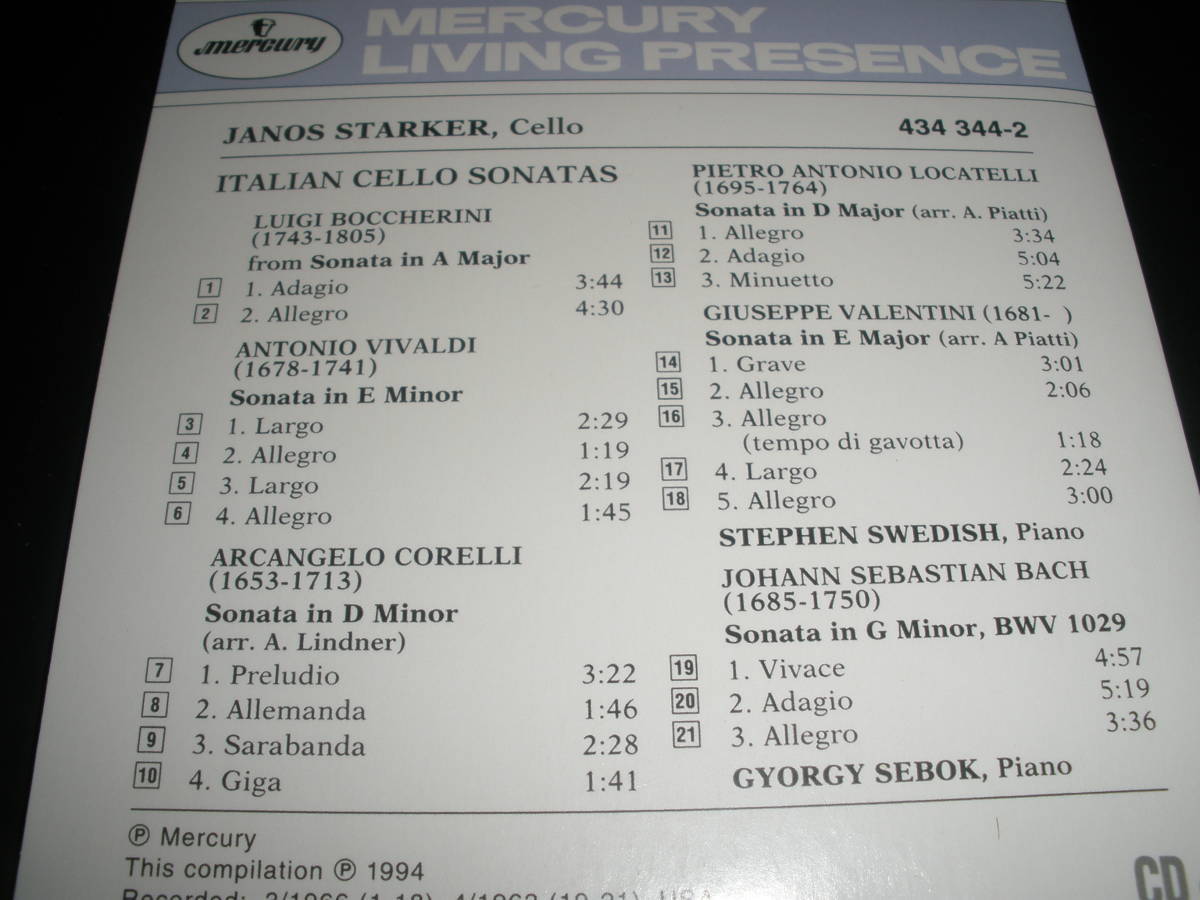 mercury
MERCURY
LIVING PRESENCE
JANOS STARKER, Cello
434 344-2
ITALIAN CELLO SONATAS
LUIGI BOCCHERINI
(1743-1805)
from Sonata in A Major
1 1. Adagio 3:44
2 2. Allegro 4:30
ANTONIO VIVALDI
(1678-1741)
Sonata in E Minor
3 1. Largo 2:29
4 2. Allegro 1:19
5 3. Largo 2:19
6 4. Allegro 1:45
ARCANGELO CORELLI
(1653-1713)
Sonata in D Minor
(arr. A. Lindner)
7 1. Preludio 3:22
8 2. Allemanda 1:46
9 3. Sarabanda 2:28
10 4. Giga 1:41
PIETRO ANTONIO LOCATELLI
(1695-1764)
Sonata in D Major (arr. A. Piatti)
11 1. Allegro 3:34
12 2. Adagio 5:04
13 3. Minuetto 5:22
GIUSEPPE VALENTINI (1681- )
Sonata in E Major (arr. A Piatti)
14 1. Grave 3:01
15 2. Allegro 2:06
16 3. Allegro
(tempo di gavotta) 1:18
17 4. Largo 2:24
18 5. Allegro 3:00
STEPHEN SWEDISH, Piano
JOHANN SEBASTIAN BACH
(1685-1750)
Sonata in G Minor, BWV 1029
19 1. Vivace 4:57
20 2. Adagio 5:19
21 3. Allegro 3:36
GYORGY SEBOK, Piano
℗ Mercury
This compilation ℗ 1994
Recorded:
CD